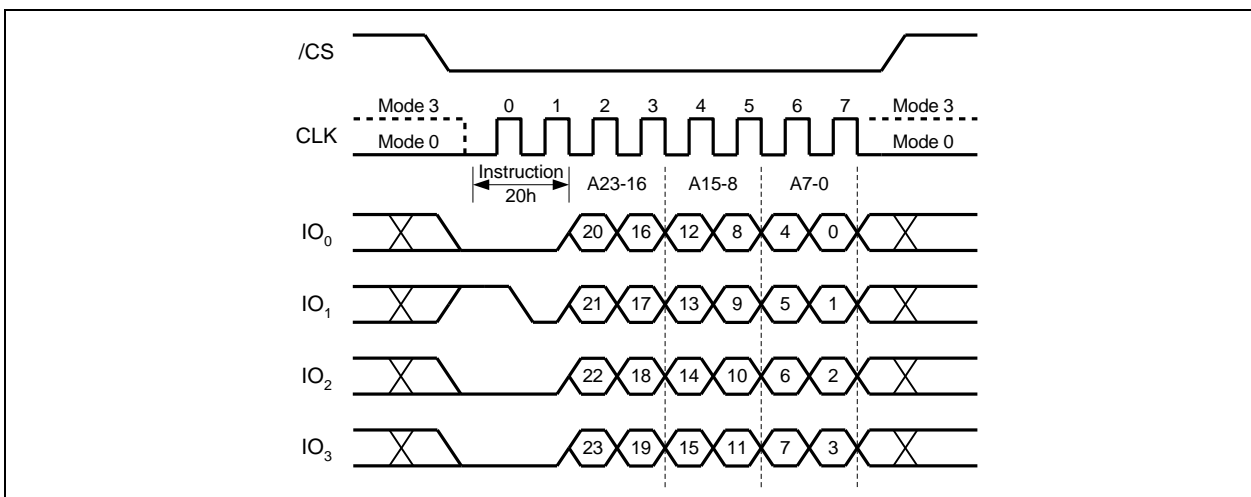 /CS
Mode 3 0 1 2 3 4 5 6 7 Mode 3
CLK
Mode 0 Mode 0
Instruction A23-16 A15-8 A7-0
20h
IO0 20 16 12 8 4 0
IO1 21 17 13 9 5 1
IO2 22 18 14 10 6 2
IO3 23 19 15 11 7 3